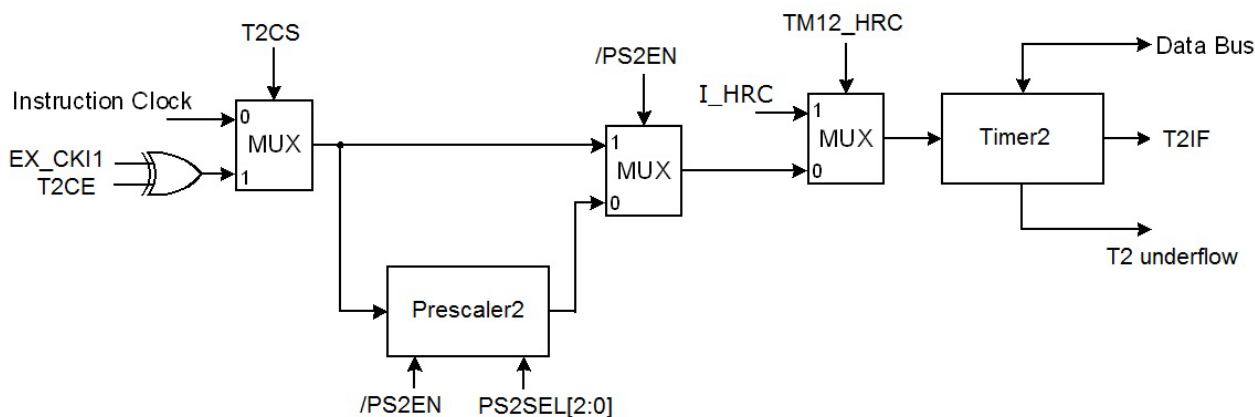 T2CS
TM12_HRC
/PS2EN
Data Bus
Instruction Clock
0
MUX
1
EX_CKI1
T2CE
I_HRC
1
MUX
0
1
MUX
0
Timer2
T2IF
T2 underflow
Prescaler2
/PS2EN
PS2SEL[2:0]